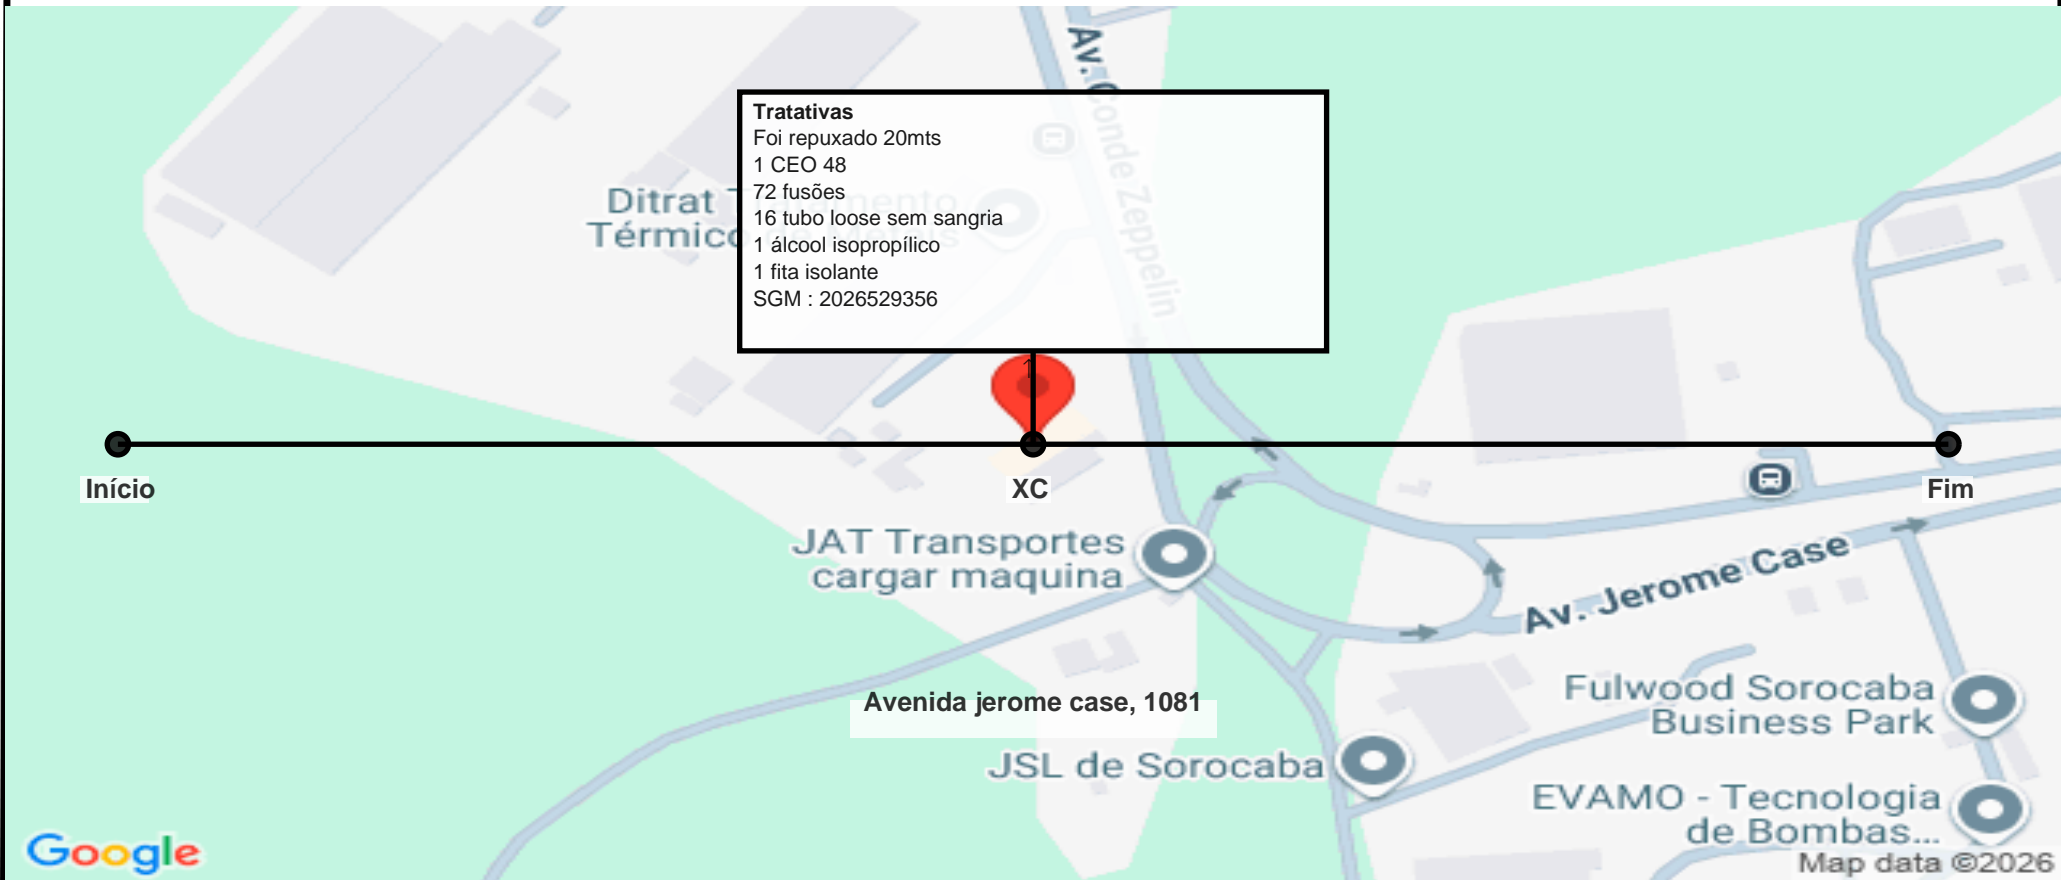 Av. Conde Zeppelin
Tratativas
Foi repuxado 20mts
1 CEO 48
72 fusões
16 tubo loose sem sangria
1 álcool isopropílico
1 fita isolante
SGM : 2026529356
Ditrat Tratamento
Térmico de Metais
1
Início
XC
Fim
JAT Transportes
cargar maquina
Av. Jerome Case
Avenida jerome case, 1081
Fulwood Sorocaba
Business Park
JSL de Sorocaba
EVAMO - Tecnologia
de Bombas...
Google
Map data ©2026